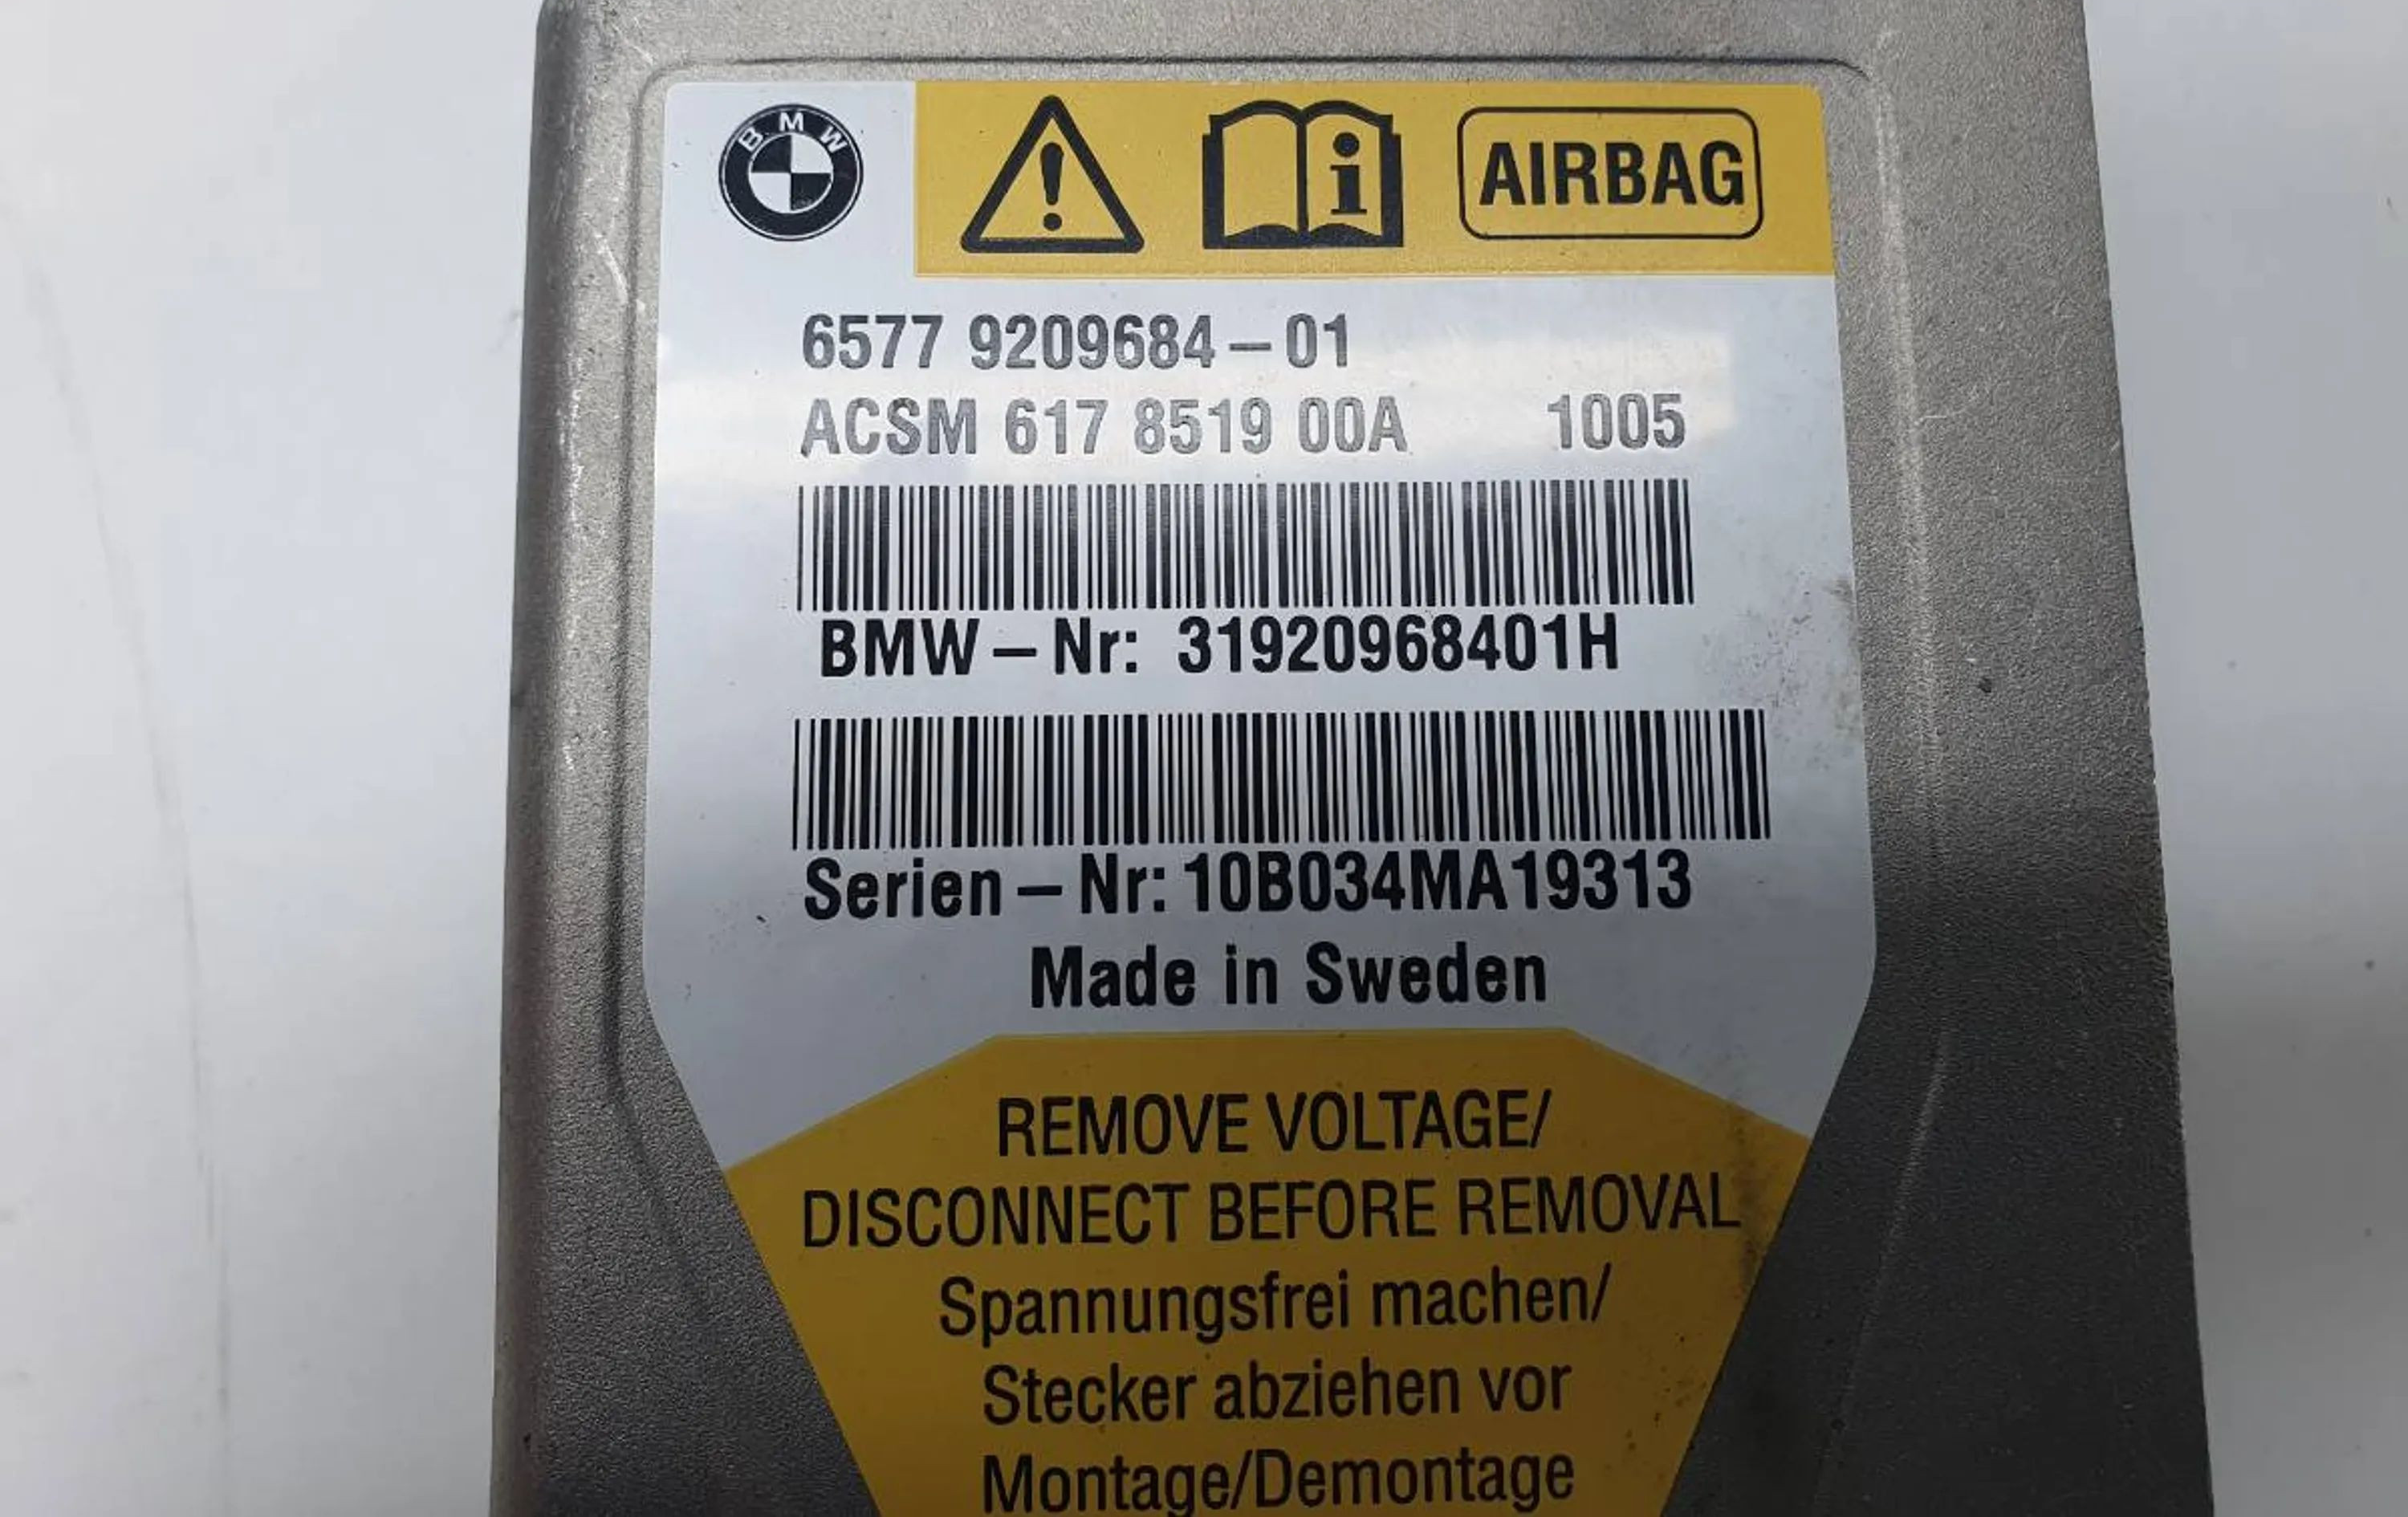 BMW
AIRBAG
6577 9209684-01
ACSM 617 8519 00A 1005
BMW-Nr: 31920968401H
Serien-Nr: 10B034MA19313
Made in Sweden
REMOVE VOLTAGE/
DISCONNECT BEFORE REMOVAL
Spannungsfrei machen/
Stecker abziehen vor
Montage/Demontage